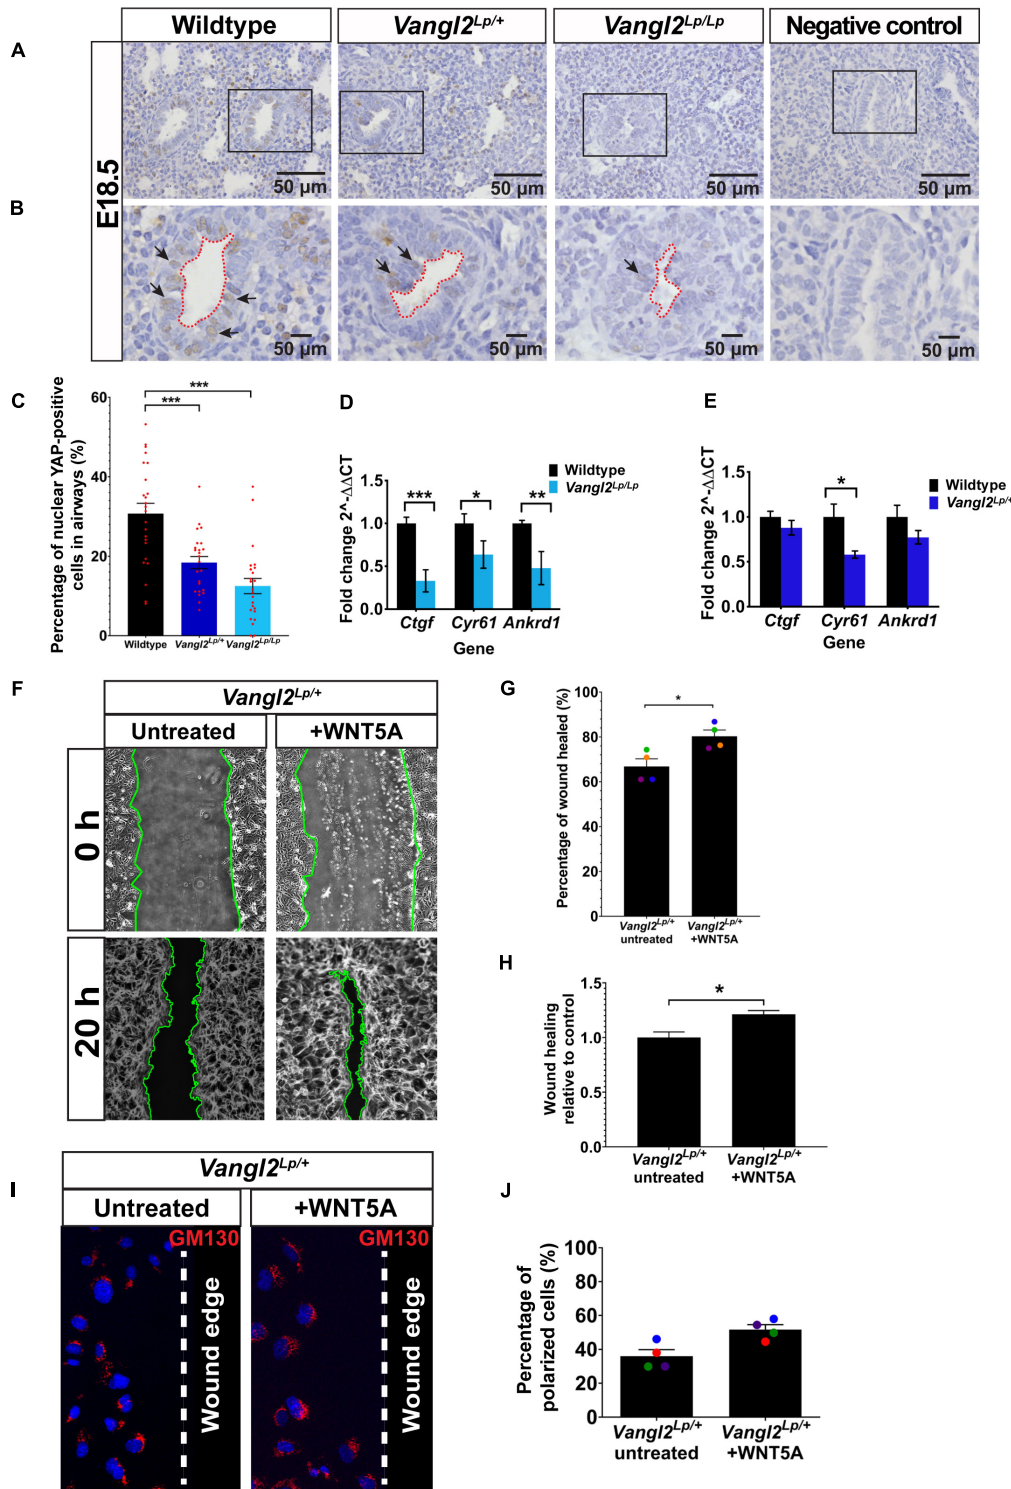 Wildtype
Vangl2Lp/+
Vangl2Lp/Lp
Negative control
A
E18.5
50 µm
50 µm
50 µm
50 µm
B
50 µm
50 µm
50 µm
50 µm
C
Percentage of nuclear YAP-positive
cells in airways (%)
60
40
20
0
***
***
Wildtype
Vangl2Lp/+
Vangl2Lp/Lp
D
Fold change 2^-ΔΔCT
1.5
1.0
0.5
0.0
***
*
**
Wildtype
Vangl2Lp/Lp
Ctgf
Cyr61
Ankrd1
Gene
E
Fold change 2^-ΔΔCT
1.5
1.0
0.5
0.0
*
Wildtype
Vangl2Lp/+
Ctgf
Cyr61
Ankrd1
Gene
F
Vangl2Lp/+
Untreated
+WNT5A
0 h
20 h
G
Percentage of wound healed (%)
100
80
60
40
20
0
*
Vangl2Lp/+
untreated
Vangl2Lp/+
+WNT5A
H
Wound healing
relative to control
1.5
1.0
0.5
0.0
*
Vangl2Lp/+
untreated
Vangl2Lp/+
+WNT5A
I
Vangl2Lp/+
Untreated
+WNT5A
GM130
Wound edge
GM130
Wound edge
J
Percentage of
polarized cells (%)
100
80
60
40
20
0
Vangl2Lp/+
untreated
Vangl2Lp/+
+WNT5A